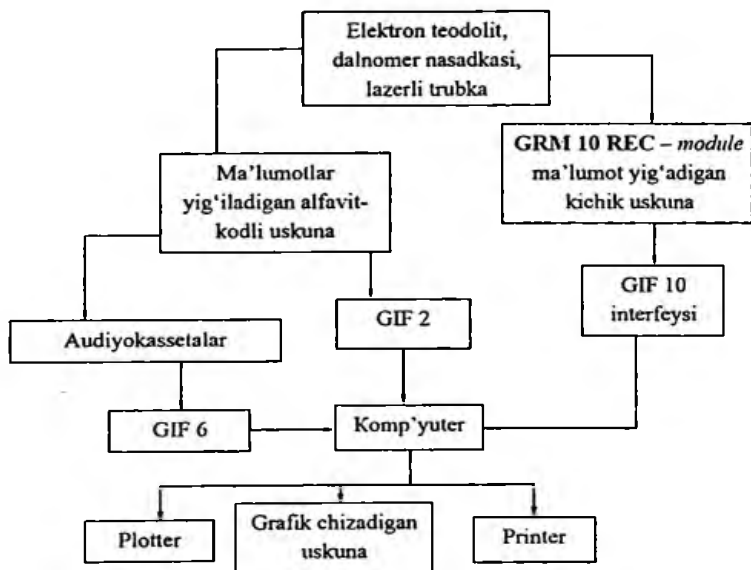 Elektron teodolit,
dalnomer nasadkasi,
lazerli trubka
GRM 10 REC – module
ma’lumot yig‘adigan
kichik uskuna
Ma’lumotlar
yig‘iladigan alfavit-
kodli uskuna
GIF 10
interfeysi
GIF 2
Audiyokassetalar
GIF 6
Komp’yuter
Plotter
Grafik chizadigan
uskuna
Printer